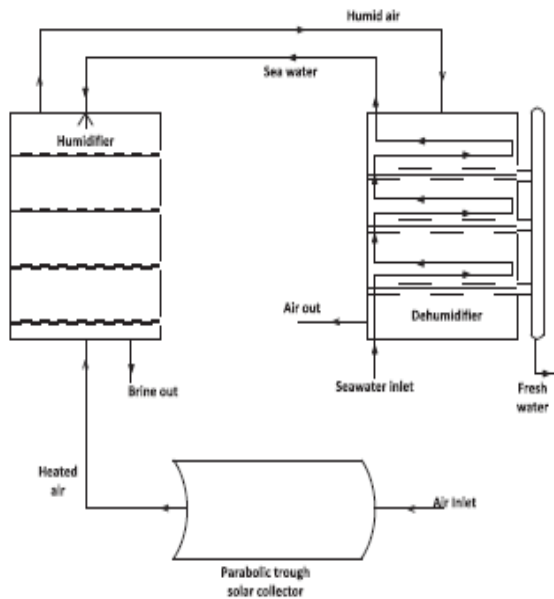 Humid air
Sea water
Humidifier
Air out
Dehumidifier
Brine out
Seawater inlet
Fresh
water
Heated
air
Air Inlet
Parabolic trough
solar collector